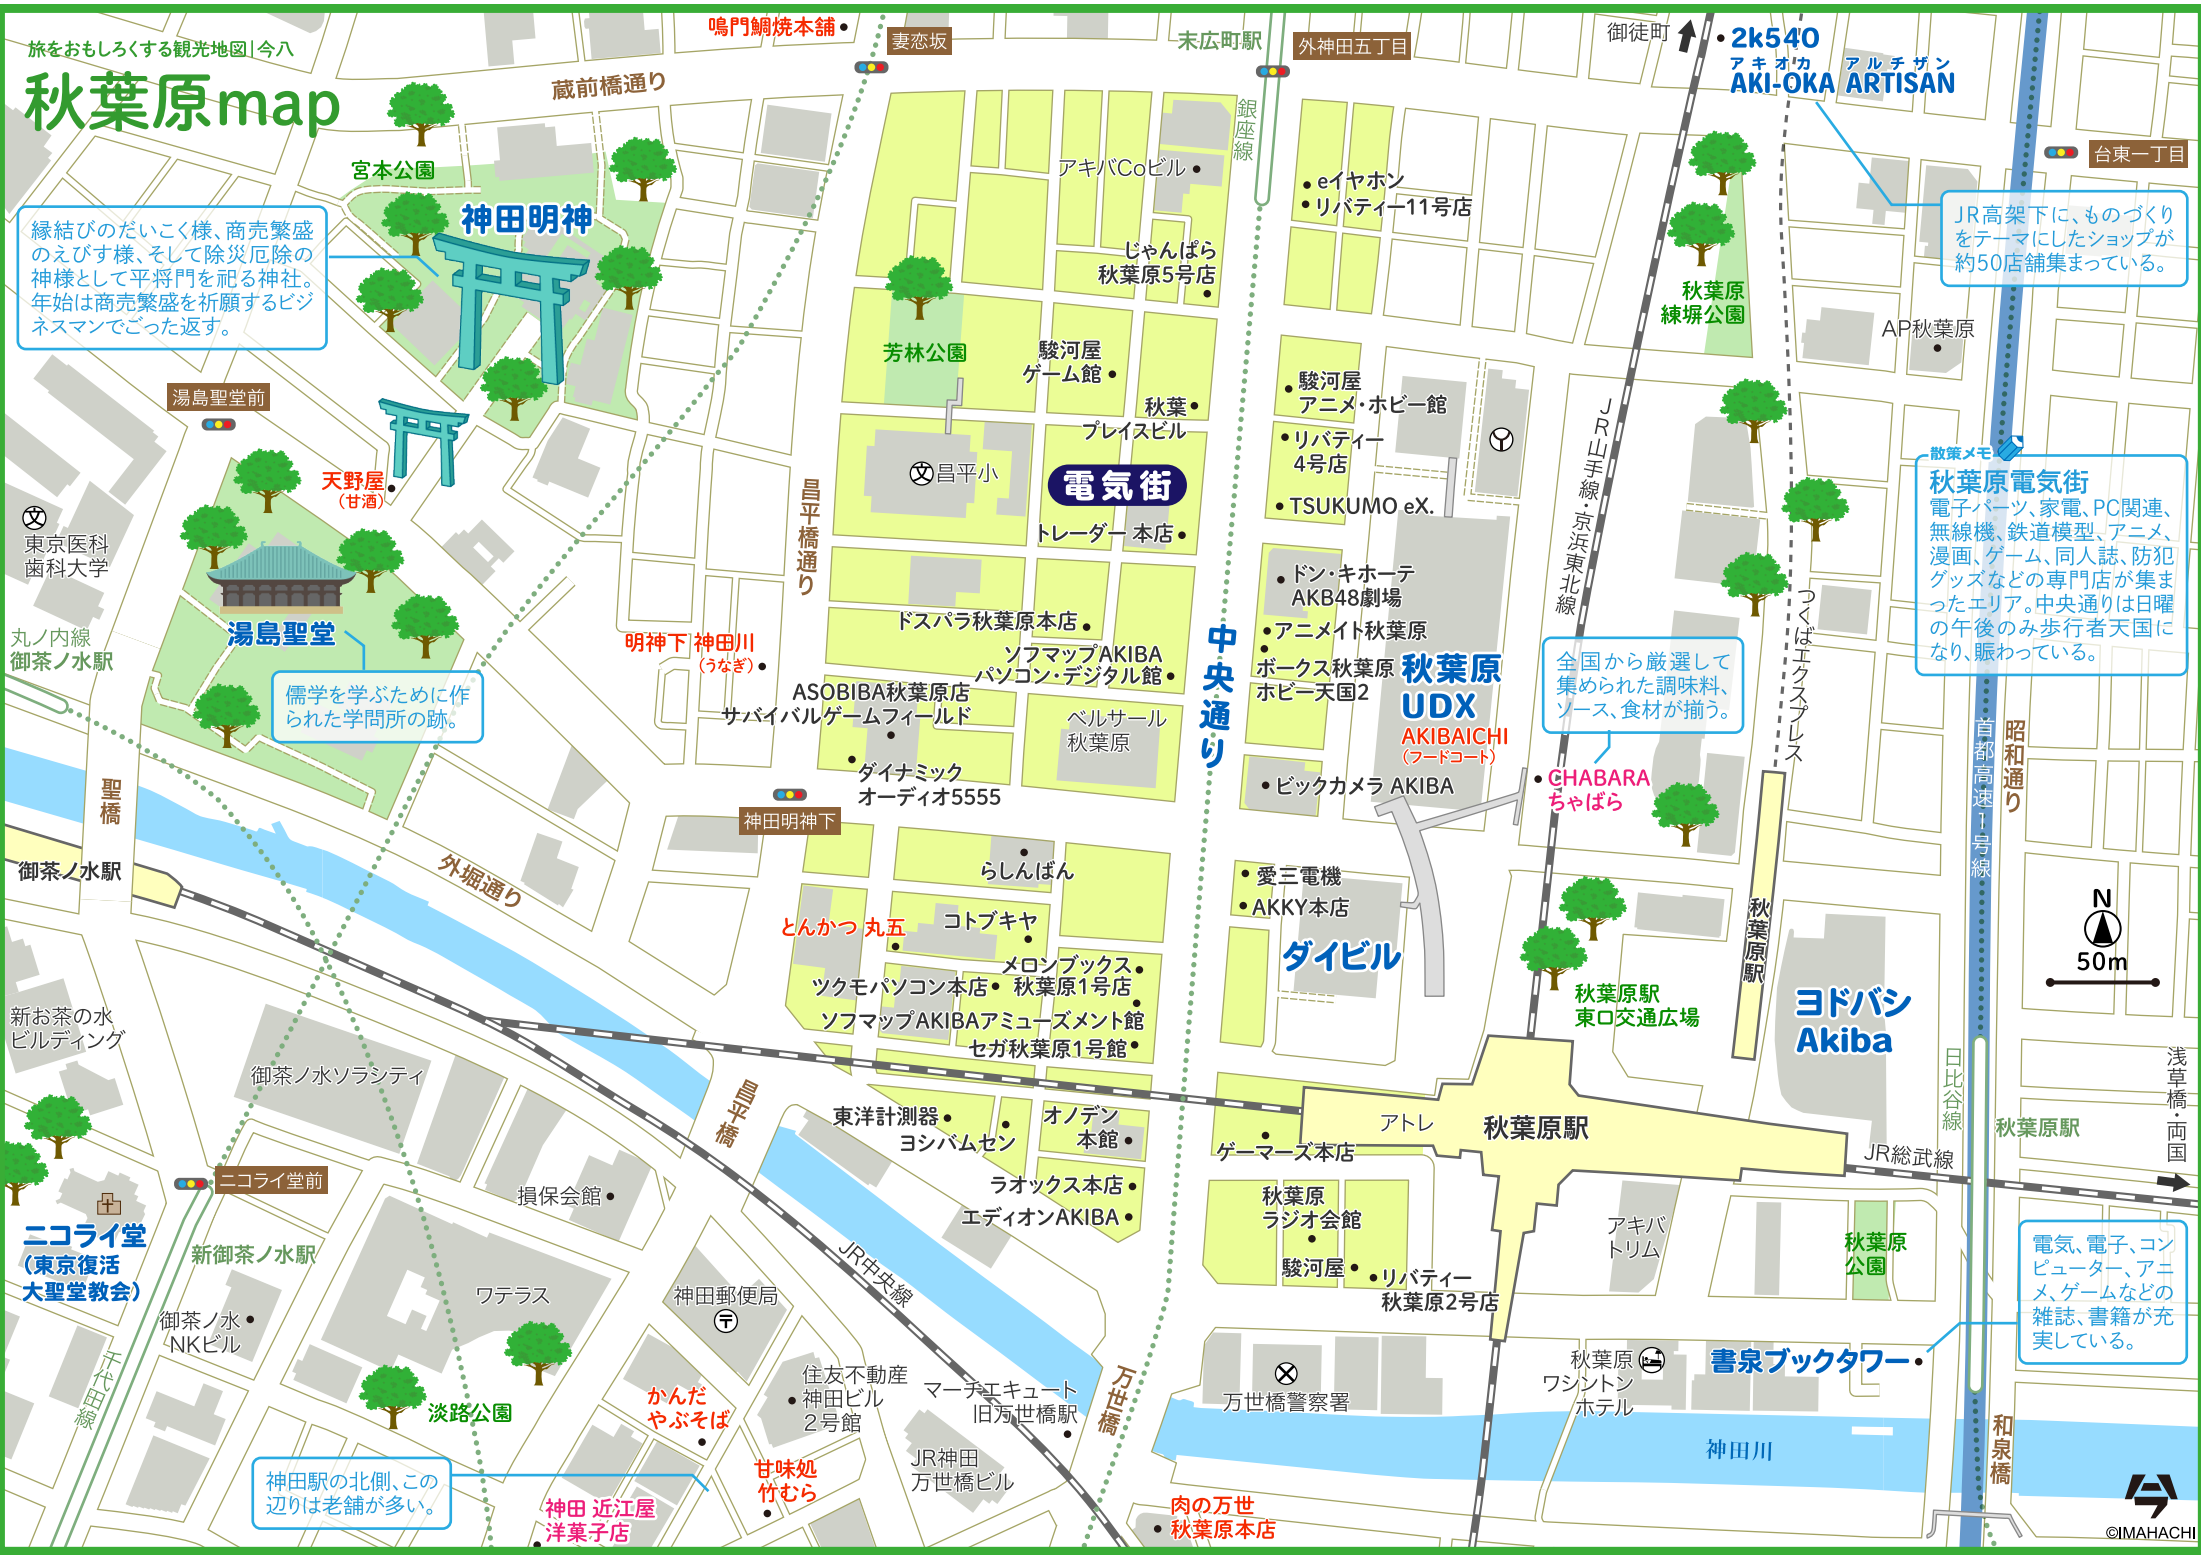 旅をおもしろくする観光地図|今八
秋葉原map
鳴門鯛焼本舗
妻恋坂
末広町駅
外神田五丁目
御徒町
2k540
アキオカ アルチザン
AKI-OKA ARTISAN
蔵前橋通り
銀座線
台東一丁目
宮本公園
神田明神
アキバCoビル
eイヤホン
リバティー11号店
JR高架下に、ものづくり
をテーマにしたショップが
約50店舗集まっている。
縁結びのだいこく様、商売繁盛
のえびす様、そして除災厄除の
神様として平将門を祀る神社。
年始は商売繁盛を祈願するビジ
ネスマンでごった返す。
じゃんぱら
秋葉原5号店
秋葉原
練塀公園
AP秋葉原
芳林公園
駿河屋
ゲーム館
駿河屋
アニメ・ホビー館
湯島聖堂前
秋葉
プレイスビル
リバティー
4号店
JR山手線・京浜東北線
天野屋
(甘酒)
昌平橋通り
文
昌平小
電気街
トレーダー 本店
TSUKUMO eX.
散策メモ
秋葉原電気街
電子パーツ、家電、PC関連、
無線機、鉄道模型、アニメ、
漫画、ゲーム、同人誌、防犯
グッズなどの専門店が集ま
ったエリア。中央通りは日曜
の午後のみ歩行者天国に
なり、賑わっている。
文
東京医科
歯科大学
ドン・キホーテ
AKB48劇場
つくばエクスプレス
丸ノ内線
御茶ノ水駅
湯島聖堂
明神下 神田川
(うなぎ)
ドスパラ秋葉原本店
ソフマップAKIBA
パソコン・デジタル館
中央通り
アニメイト秋葉原
ボークス秋葉原
ホビー天国2
秋葉原
UDX
AKIBAICHI
(フードコート)
全国から厳選して
集められた調味料、
ソース、食材が揃う。
儒学を学ぶために作
られた学問所の跡。
ASOBIBA秋葉原店
サバイバルゲームフィールド
ベルサール
秋葉原
首都高速1号線
昭和通り
聖橋
ダイナミック
オーディオ5555
ビックカメラ AKIBA
CHABARA
ちゃばら
神田明神下
御茶ノ水駅
外堀通り
らしんばん
愛三電機
AKKY本店
N
50m
とんかつ 丸五
コトブキヤ
ダイビル
秋葉原駅
メロンブックス
秋葉原1号店
ツクモパソコン本店
秋葉原駅
東口交通広場
ヨドバシ
Akiba
新お茶の水
ビルディング
ソフマップAKIBAアミューズメント館
セガ秋葉原1号館
御茶ノ水ソラシティ
日比谷線
浅草橋・両国
昌平橋
東洋計測器
ヨシバムセン
オノデン
本館
アトレ
秋葉原駅
ゲーマーズ本店
秋葉原駅
JR総武線
ニコライ堂前
損保会館
ラオックス本店
エディオンAKIBA
秋葉原
ラジオ会館
アキバ
トリム
秋葉原
公園
ニコライ堂
(東京復活
大聖堂教会)
新御茶ノ水駅
JR中央線
駿河屋
リバティー
秋葉原2号店
電気、電子、コン
ピューター、アニ
メ、ゲームなどの
雑誌、書籍が充
実している。
御茶ノ水
NKビル
ワテラス
神田郵便局
〒
千代田線
淡路公園
かんだ
やぶそば
住友不動産
神田ビル
2号館
マーチエキュート
旧万世橋駅
万世橋
万世橋警察署
秋葉原
ワシントン
ホテル
書泉ブックタワー
神田川
和泉橋
神田駅の北側、この
辺りは老舗が多い。
神田 近江屋
洋菓子店
甘味処
竹むら
JR神田
万世橋ビル
肉の万世
秋葉原本店
©IMAHACHI